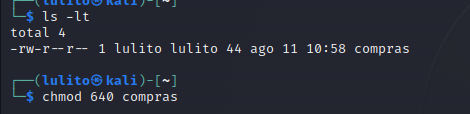 ┌──(lulito㉿kali)-[~]
└─$ ls -lt
total 4
-rw-r--r-- 1 lulito lulito 44 ago 11 10:58 compras
┌──(lulito㉿kali)-[~]
└─$ chmod 640 compras